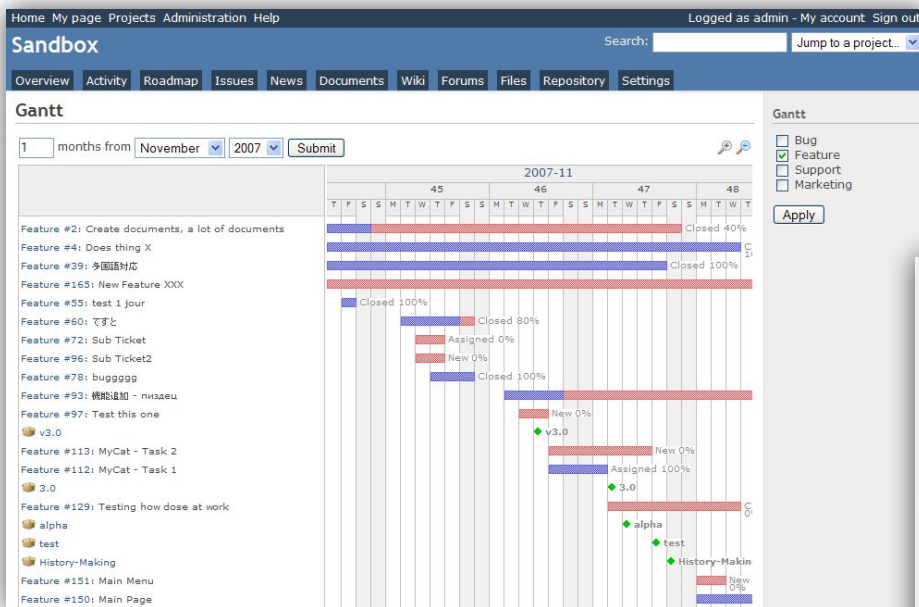 Home My page Projects Administration Help Logged as admin - My account Sign out
Sandbox Search: Jump to a project...
Overview Activity Roadmap Issues News Documents Wiki Forums Files Repository Settings
Gantt
1 months from November 2007 Submit
2007-11
45 46 47 48
T F S S M T W T F S S M T W T F S S M T W T F S S M T W T
Feature #2: Create documents, a lot of documents Closed 40%
Feature #4: Does thing X
Feature #39: 多国語対応 Closed 100%
Feature #165: New Feature XXX
Feature #55: test 1 jour Closed 100%
Feature #60: てすと Closed 80%
Feature #72: Sub Ticket Assigned 0%
Feature #96: Sub Ticket2 New 0%
Feature #78: buggggg Closed 100%
Feature #93: 機能追加 - пиздец
Feature #97: Test this one New 0%
v3.0 v3.0
Feature #113: MyCat - Task 2 New 0%
Feature #112: MyCat - Task 1 Assigned 100%
3.0 3.0
Feature #129: Testing how dose at work
alpha alpha
test test
History-Making History-Makin
Feature #151: Main Menu New 0%
Feature #150: Main Page
Gantt
Bug
Feature
Support
Marketing
Apply